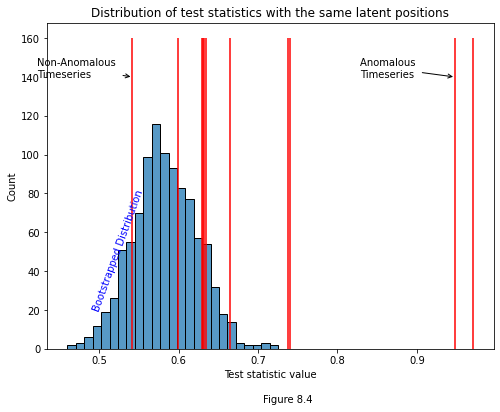 Distribution of test statistics with the same latent positions
160
140
120
100
80
60
40
20
0
Count
Non-Anomalous
Timeseries
Anomalous
Timeseries
Bootstrapped Distribution
0.5 0.6 0.7 0.8 0.9
Test statistic value
Figure 8.4